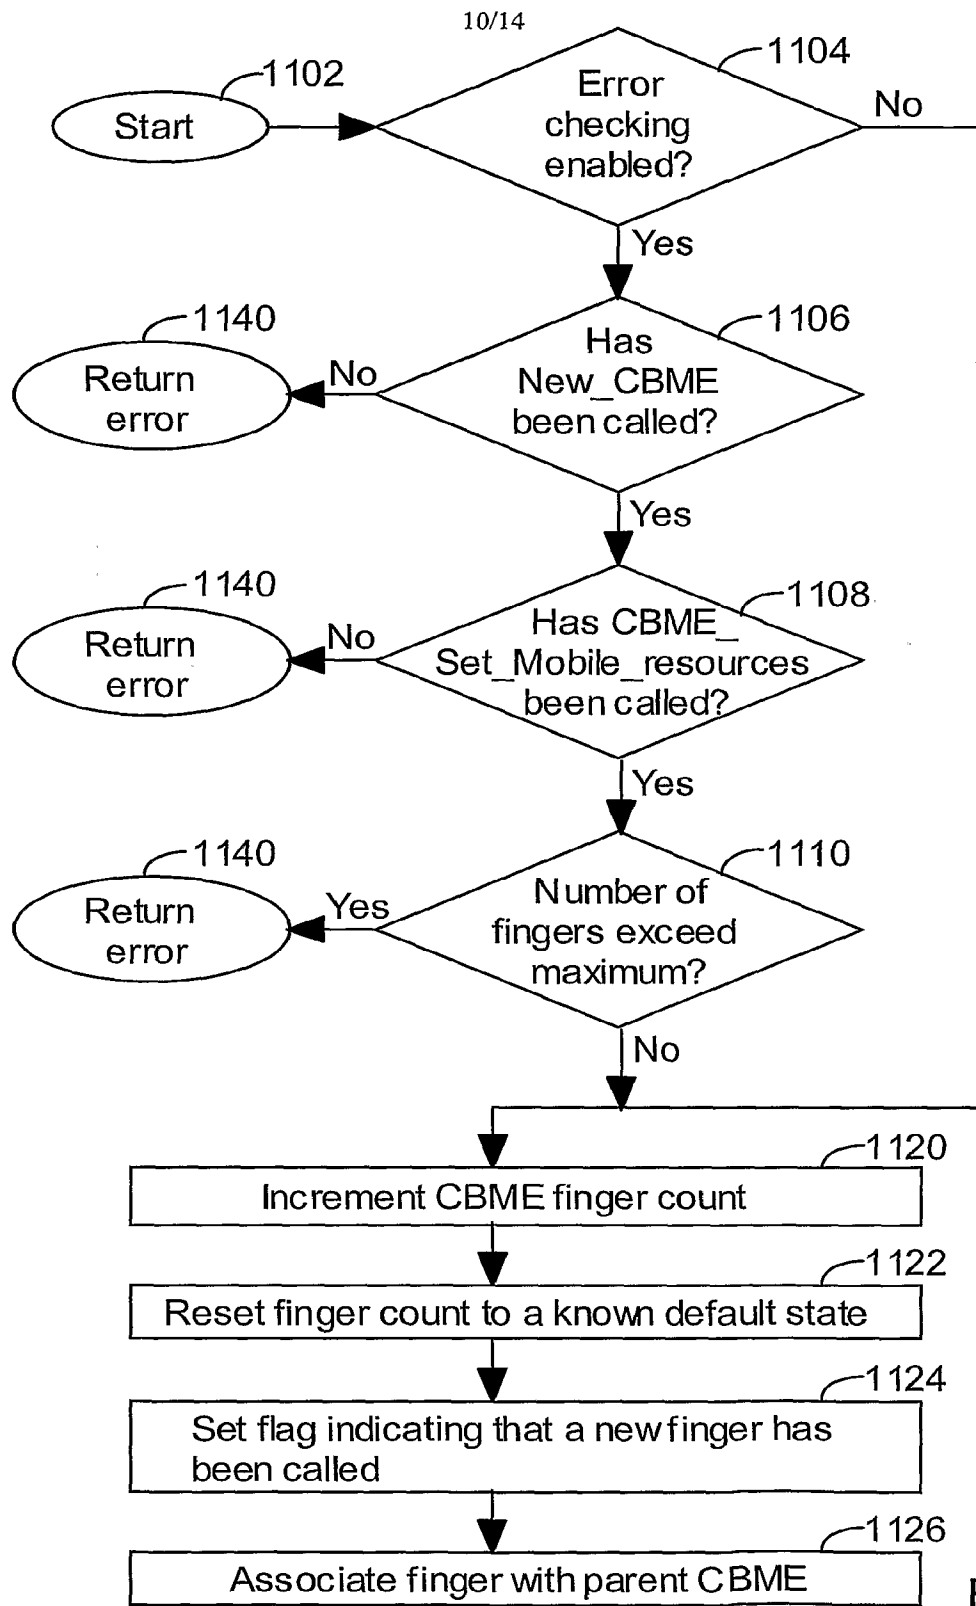 10/14
1102
Start
1104
Error
checking
enabled?
No
Yes
1140
Return
error
No
1106
Has
New_CBME
been called?
Yes
1140
Return
error
No
1108
Has CBME_
Set_Mobile_resources
been called?
Yes
1140
Return
error
Yes
1110
Number of
fingers exceed
maximum?
No
1120
Increment CBME finger count
1122
Reset finger count to a known default state
1124
Set flag indicating that a new finger has
been called
1126
Associate finger with parent CBME